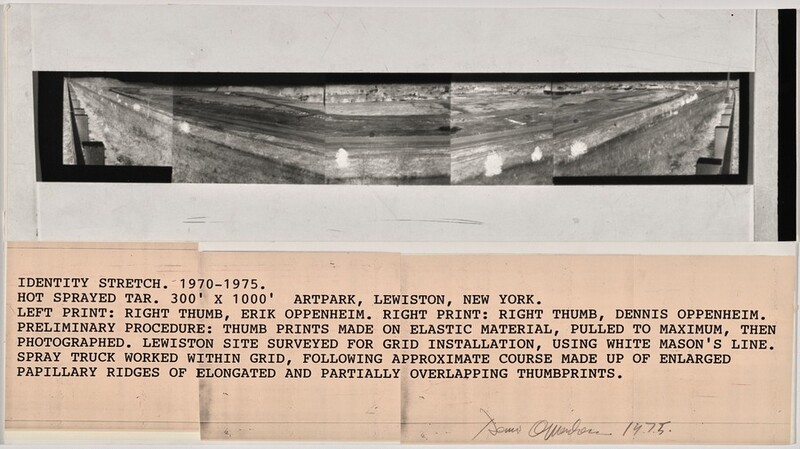 IDENTITY STRETCH. 1970-1975.
HOT SPRAYED TAR. 300' X 1000' ARTPARK, LEWISTON, NEW YORK.
LEFT PRINT: RIGHT THUMB, ERIK OPPENHEIM. RIGHT PRINT: RIGHT THUMB, DENNIS OPPENHEIM.
PRELIMINARY PROCEDURE: THUMB PRINTS MADE ON ELASTIC MATERIAL, PULLED TO MAXIMUM, THEN
PHOTOGRAPHED. LEWISTON SITE SURVEYED FOR GRID INSTALLATION, USING WHITE MASON'S LINE.
SPRAY TRUCK WORKED WITHIN GRID, FOLLOWING APPROXIMATE COURSE MADE UP OF ENLARGED
PAPILLARY RIDGES OF ELONGATED AND PARTIALLY OVERLAPPING THUMBPRINTS.
Dennis Oppenheim 1975.